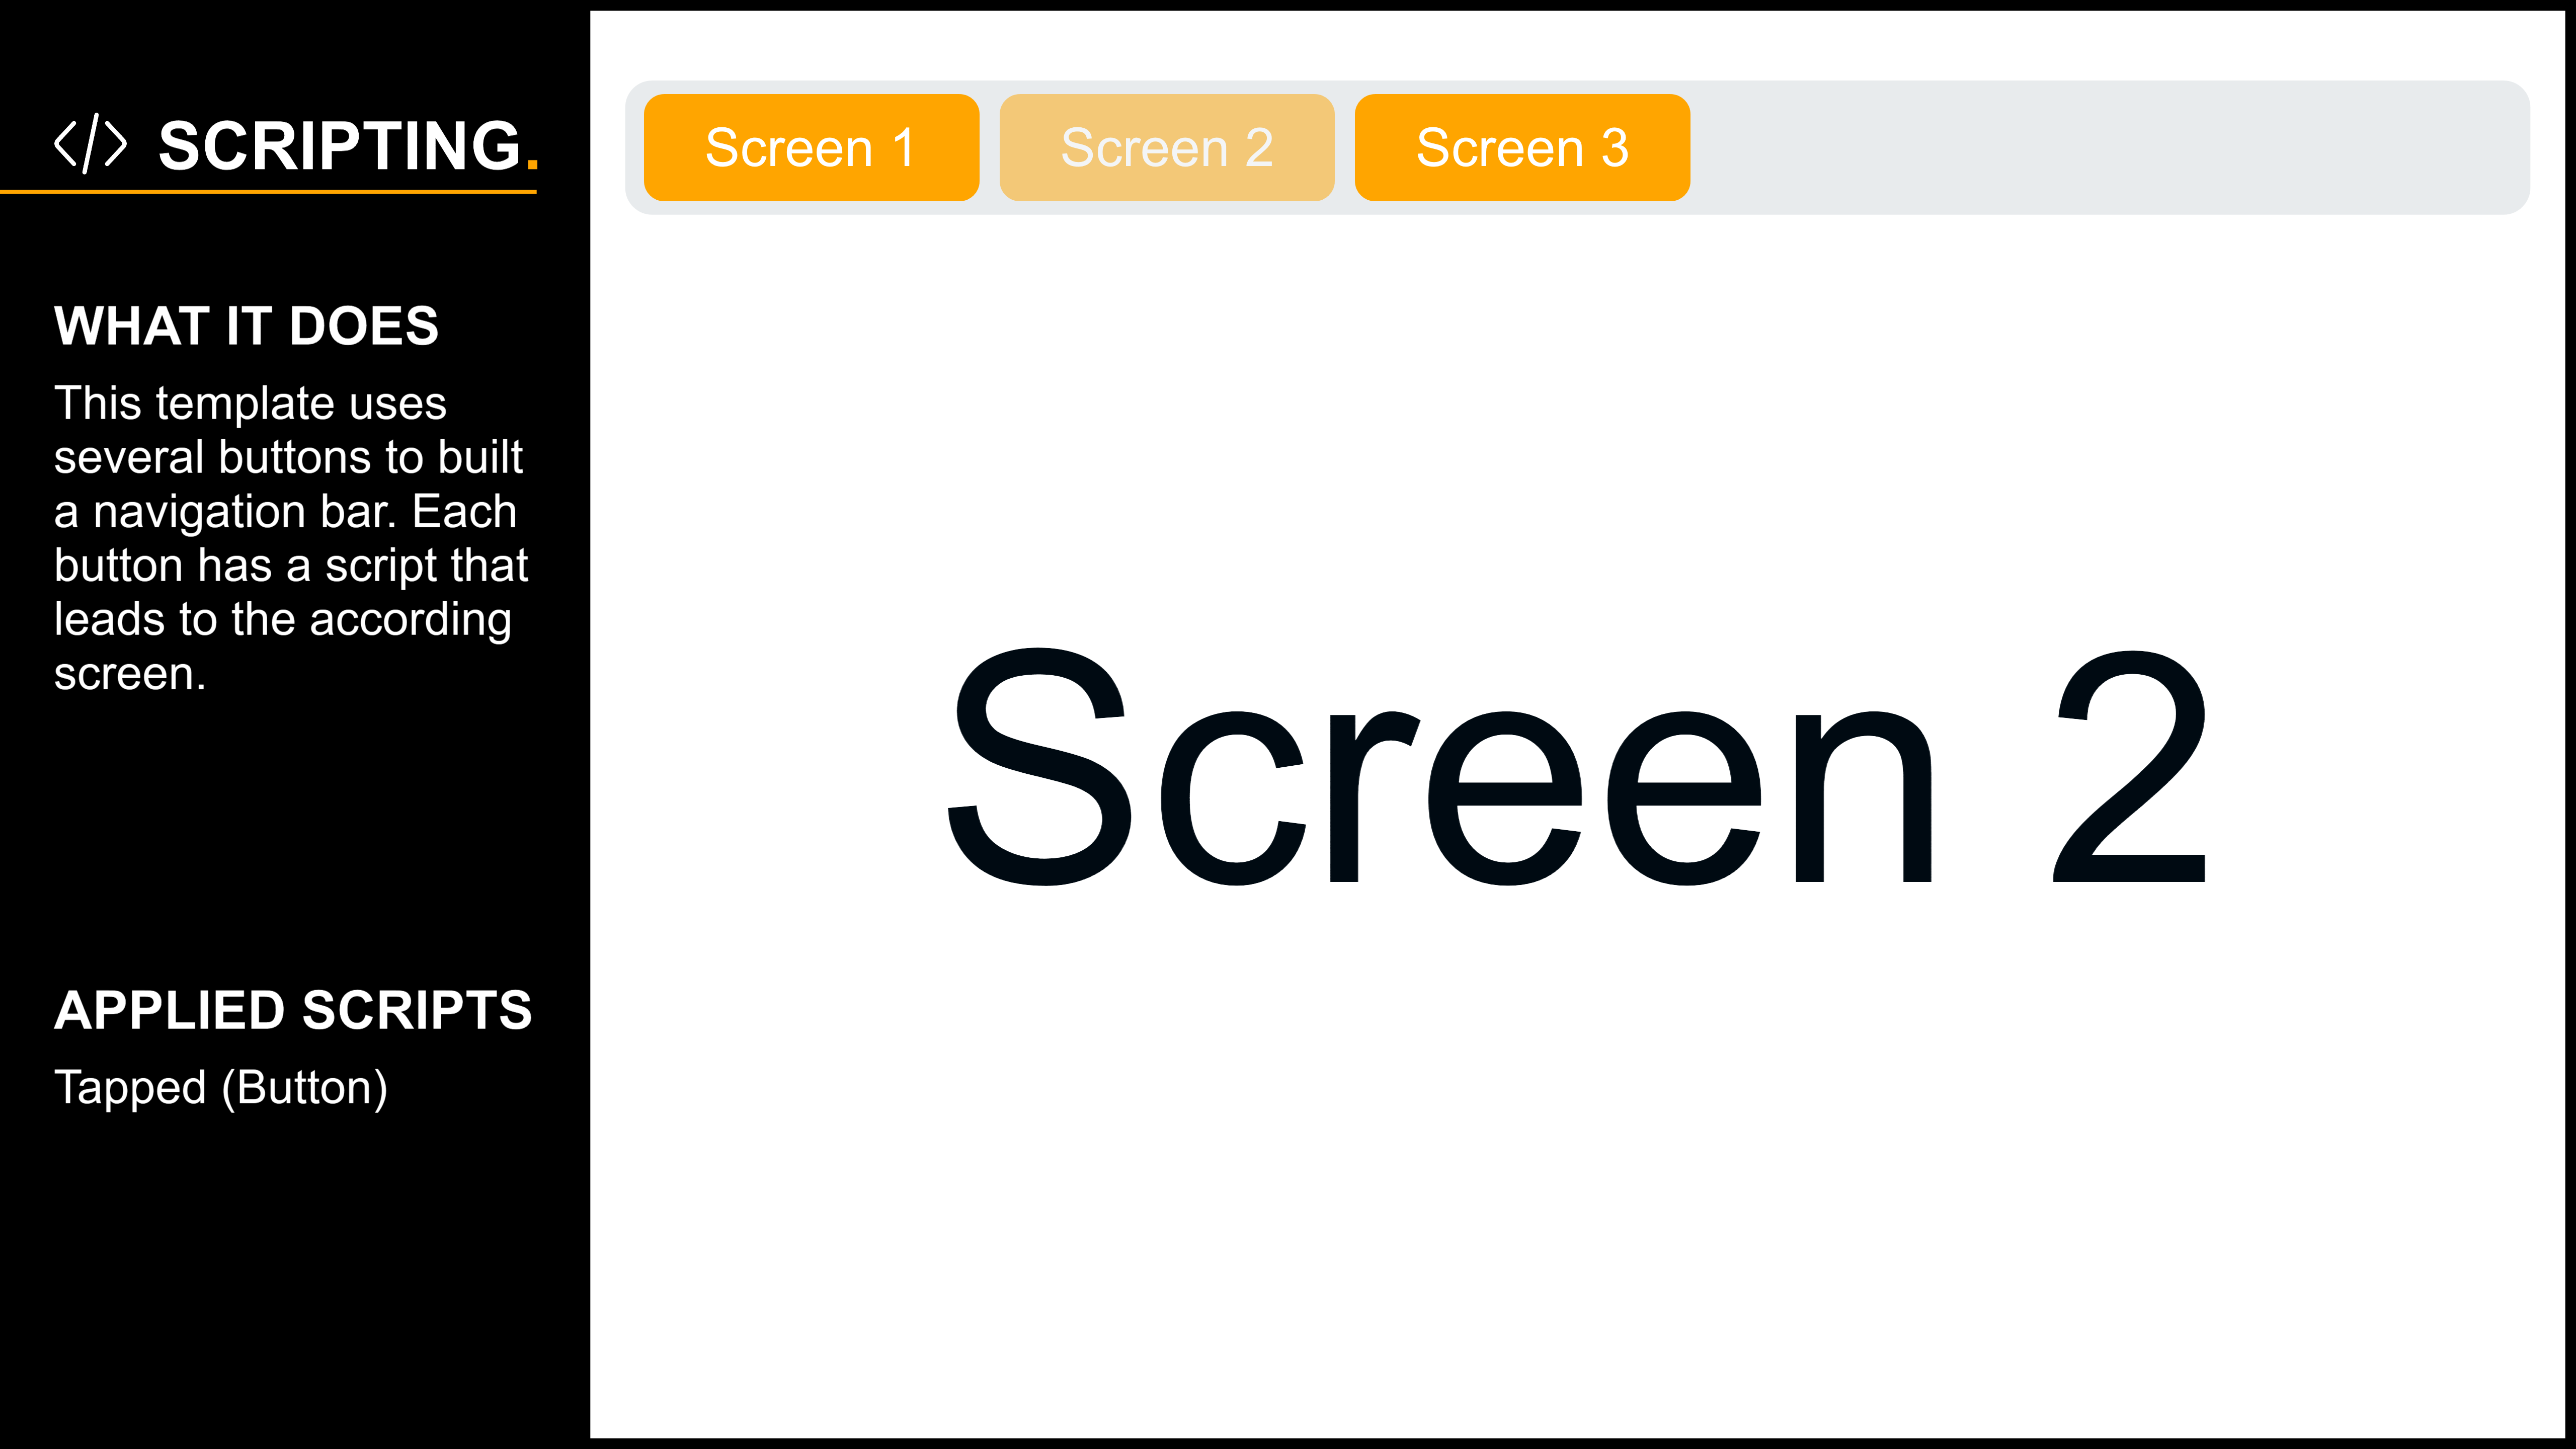 </> SCRIPTING.
WHAT IT DOES
This template uses
several buttons to built
a navigation bar. Each
button has a script that
leads to the according
screen.
APPLIED SCRIPTS
Tapped (Button)
Screen 1
Screen 2
Screen 3
Screen 2